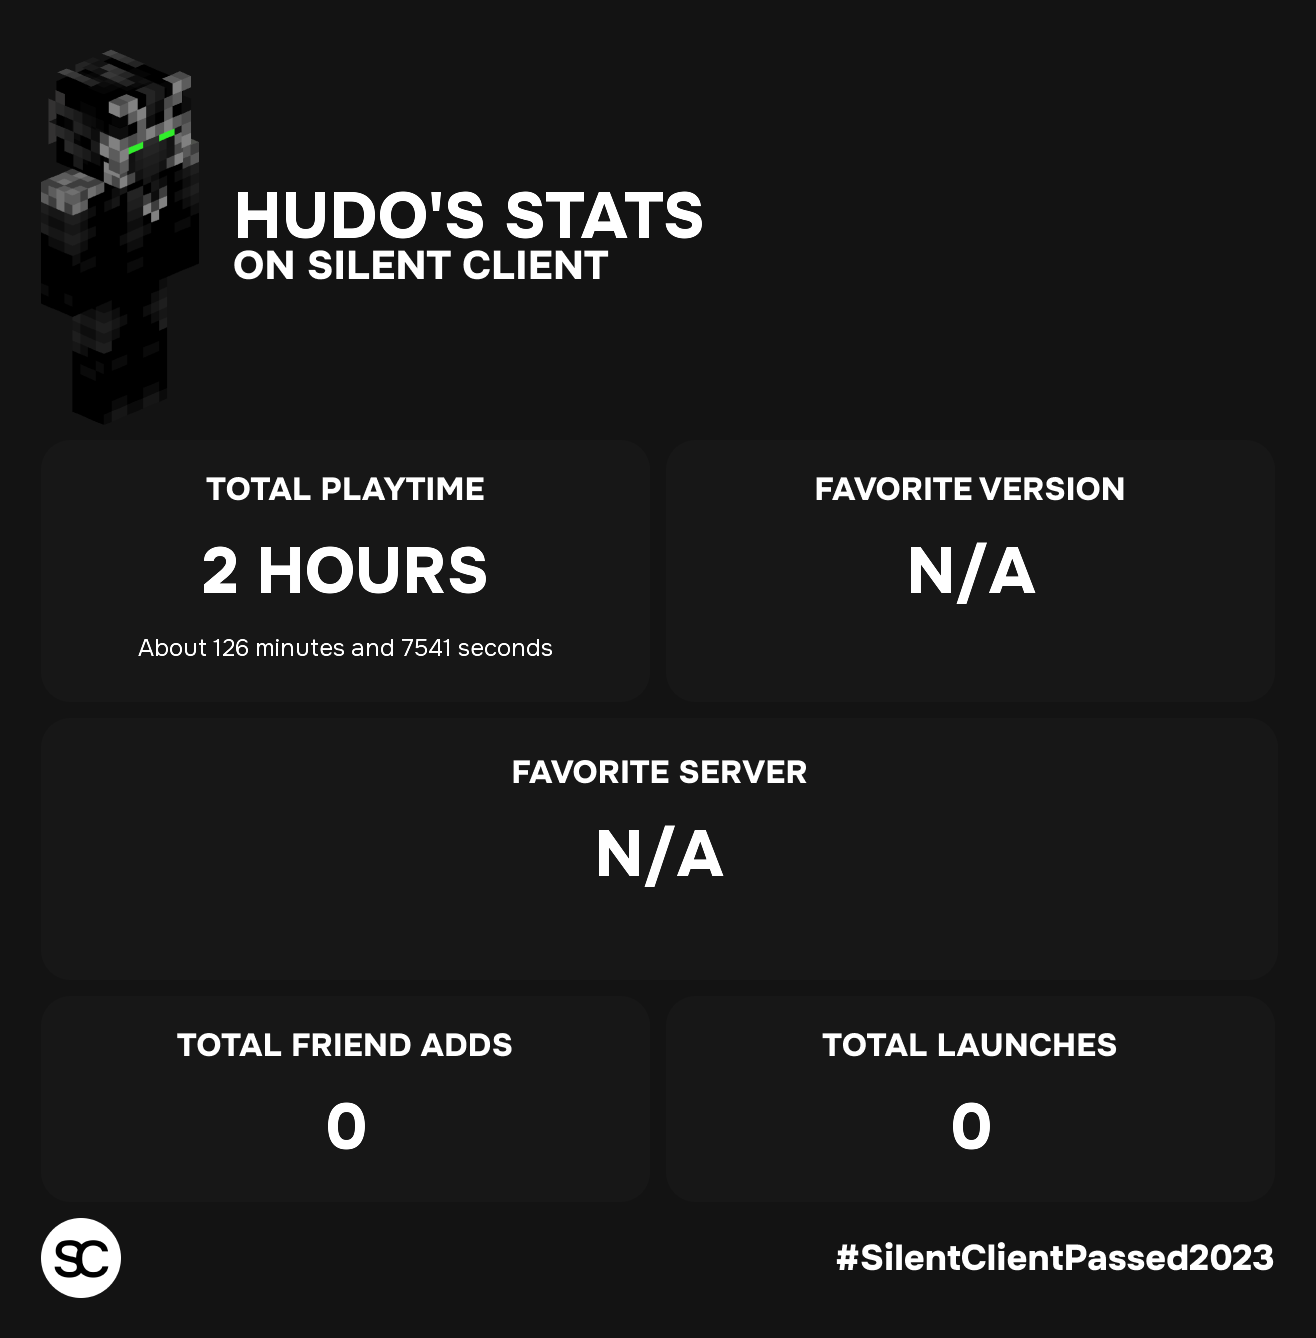 HUDO'S STATS
ON SILENT CLIENT
TOTAL PLAYTIME
2 HOURS
About 126 minutes and 7541 seconds
FAVORITE VERSION
N/A
FAVORITE SERVER
N/A
TOTAL FRIEND ADDS
0
TOTAL LAUNCHES
0
SC
#SilentClientPassed2023